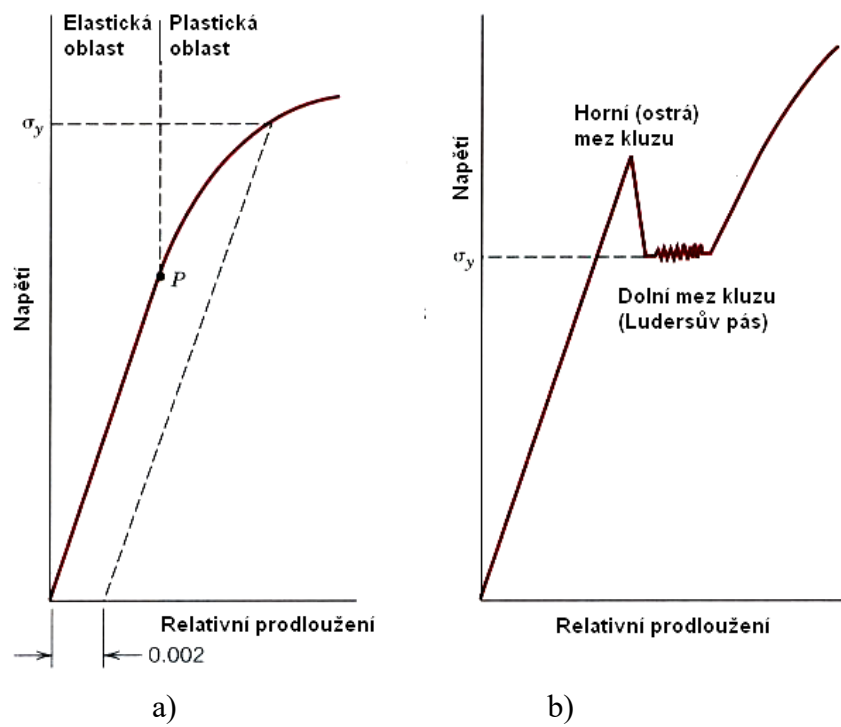 Elastická
oblast
Plastická
oblast
σy
P
Napětí
Relativní prodloužení
0.002
a)
Horní (ostrá)
mez kluzu
Napětí
σy
Dolní mez kluzu
(Ludersův pás)
Relativní prodloužení
b)